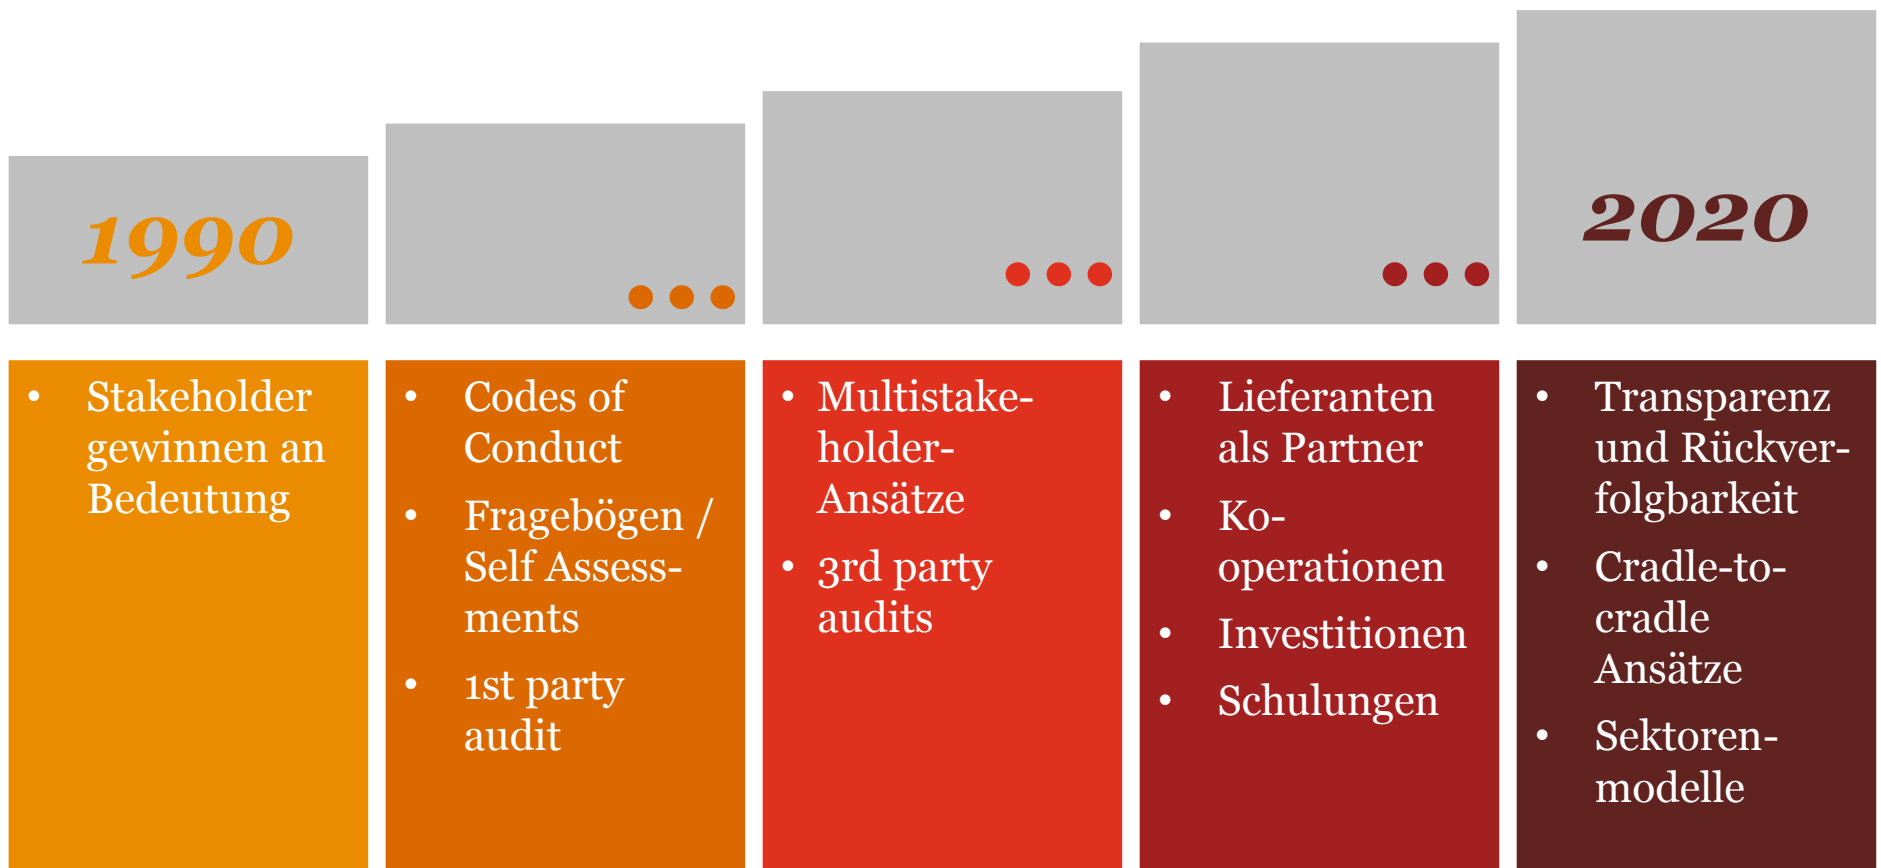 1990
2020
• Stakeholder
gewinnen an
Bedeutung
• Codes of
Conduct
• Fragebögen /
Self Assess-
ments
• 1st party
audit
• Multistake-
holder-
Ansätze
• 3rd party
audits
• Lieferanten
als Partner
• Ko-
operationen
• Investitionen
• Schulungen
• Transparenz
und Rückver-
folgbarkeit
• Cradle-to-
cradle
Ansätze
• Sektoren-
modelle